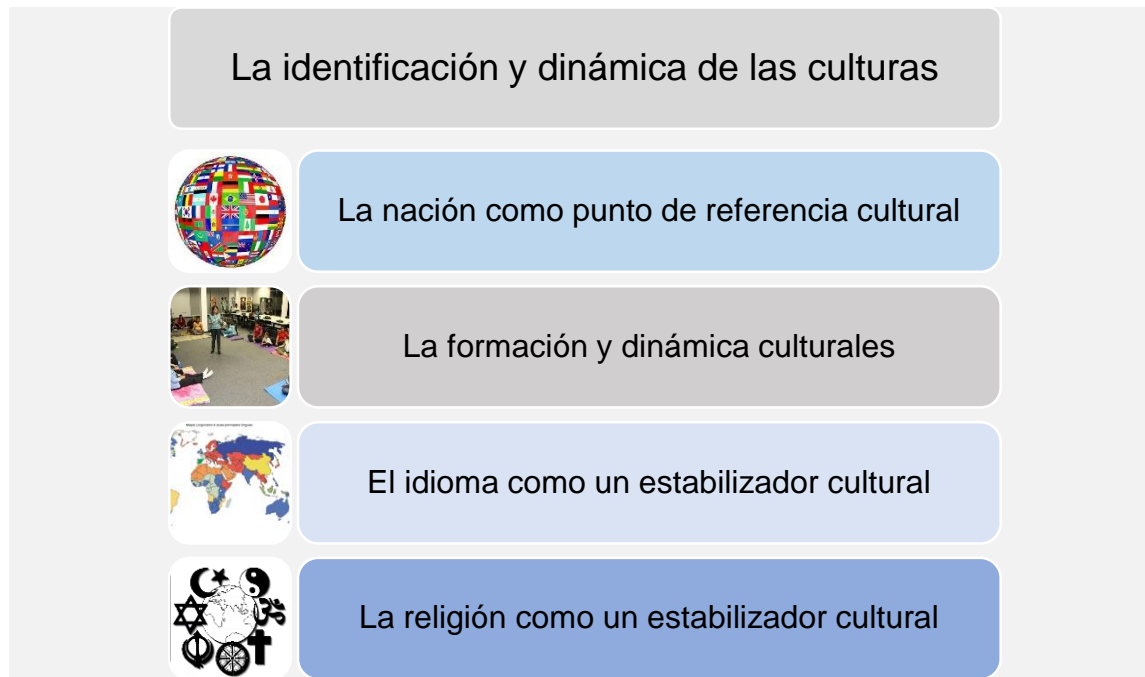 La identificación y dinámica de las culturas
La nación como punto de referencia cultural
La formación y dinámica culturales
El idioma como un estabilizador cultural
La religión como un estabilizador cultural